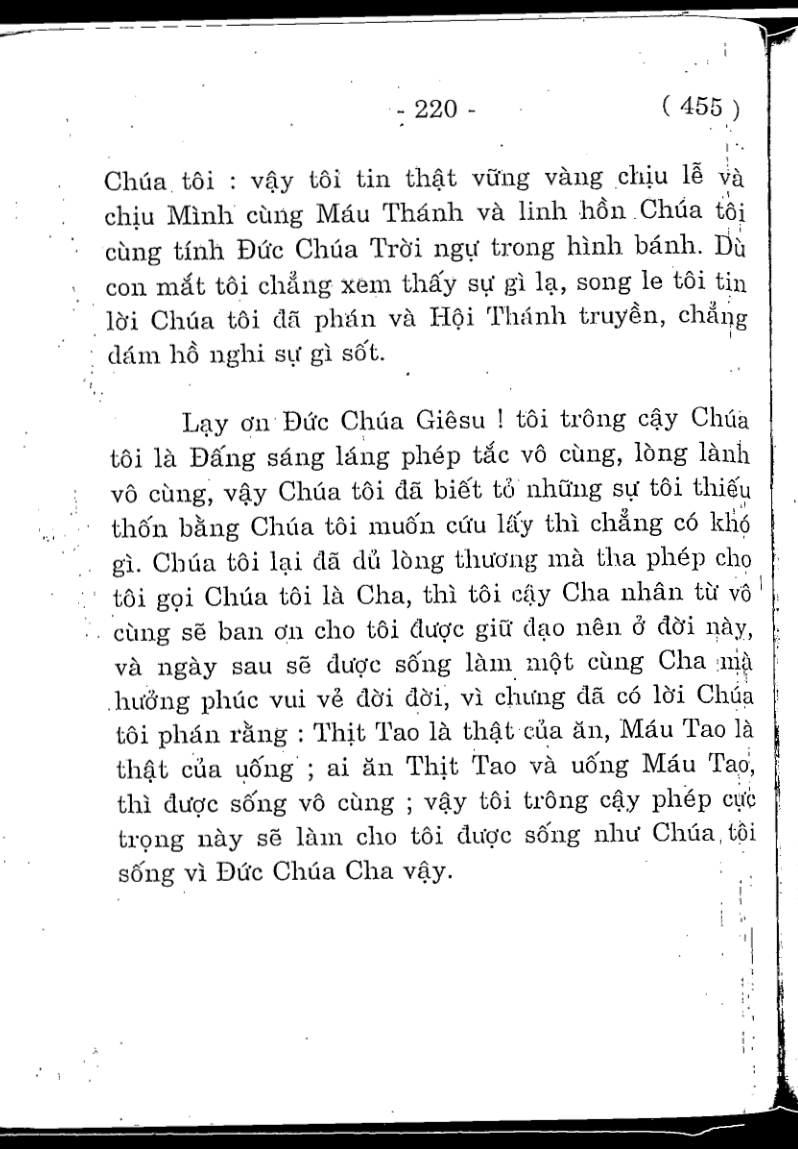 - 220 - ( 455 )
Chúa tôi : vậy tôi tin thật vững vàng chịu lễ và
chịu Mình cùng Máu Thánh và linh hồn Chúa tôi
cùng tính Đức Chúa Trời ngự trong hình bánh. Dù
con mắt tôi chẳng xem thấy sự gì lạ, song le tôi tin
lời Chúa tôi đã phán và Hội Thánh truyền, chẳng
dám hồ nghi sự gì sốt.
Lạy ơn Đức Chúa Giêsu ! tôi trông cậy Chúa
tôi là Đấng sáng láng phép tắc vô cùng, lòng lành
vô cùng, vậy Chúa tôi đã biết tỏ những sự tôi thiếu
thốn bằng Chúa tôi muốn cứu lấy thì chẳng có khó
gì. Chúa tôi lại đã dủ lòng thương mà tha phép cho
tôi gọi Chúa tôi là Cha, thì tôi cậy Cha nhân từ vô
cùng sẽ ban ơn cho tôi được giữ đạo nên ở đời này,
và ngày sau sẽ được sống làm một cùng Cha mà
hưởng phúc vui vẻ đời đời, vì chưng đã có lời Chúa
tôi phán rằng : Thịt Tao là thật của ăn, Máu Tao là
thật của uống ; ai ăn Thịt Tao và uống Máu Tao,
thì được sống vô cùng ; vậy tôi trông cậy phép cực
trọng này sẽ làm cho tôi được sống như Chúa tôi
sống vì Đức Chúa Cha vậy.